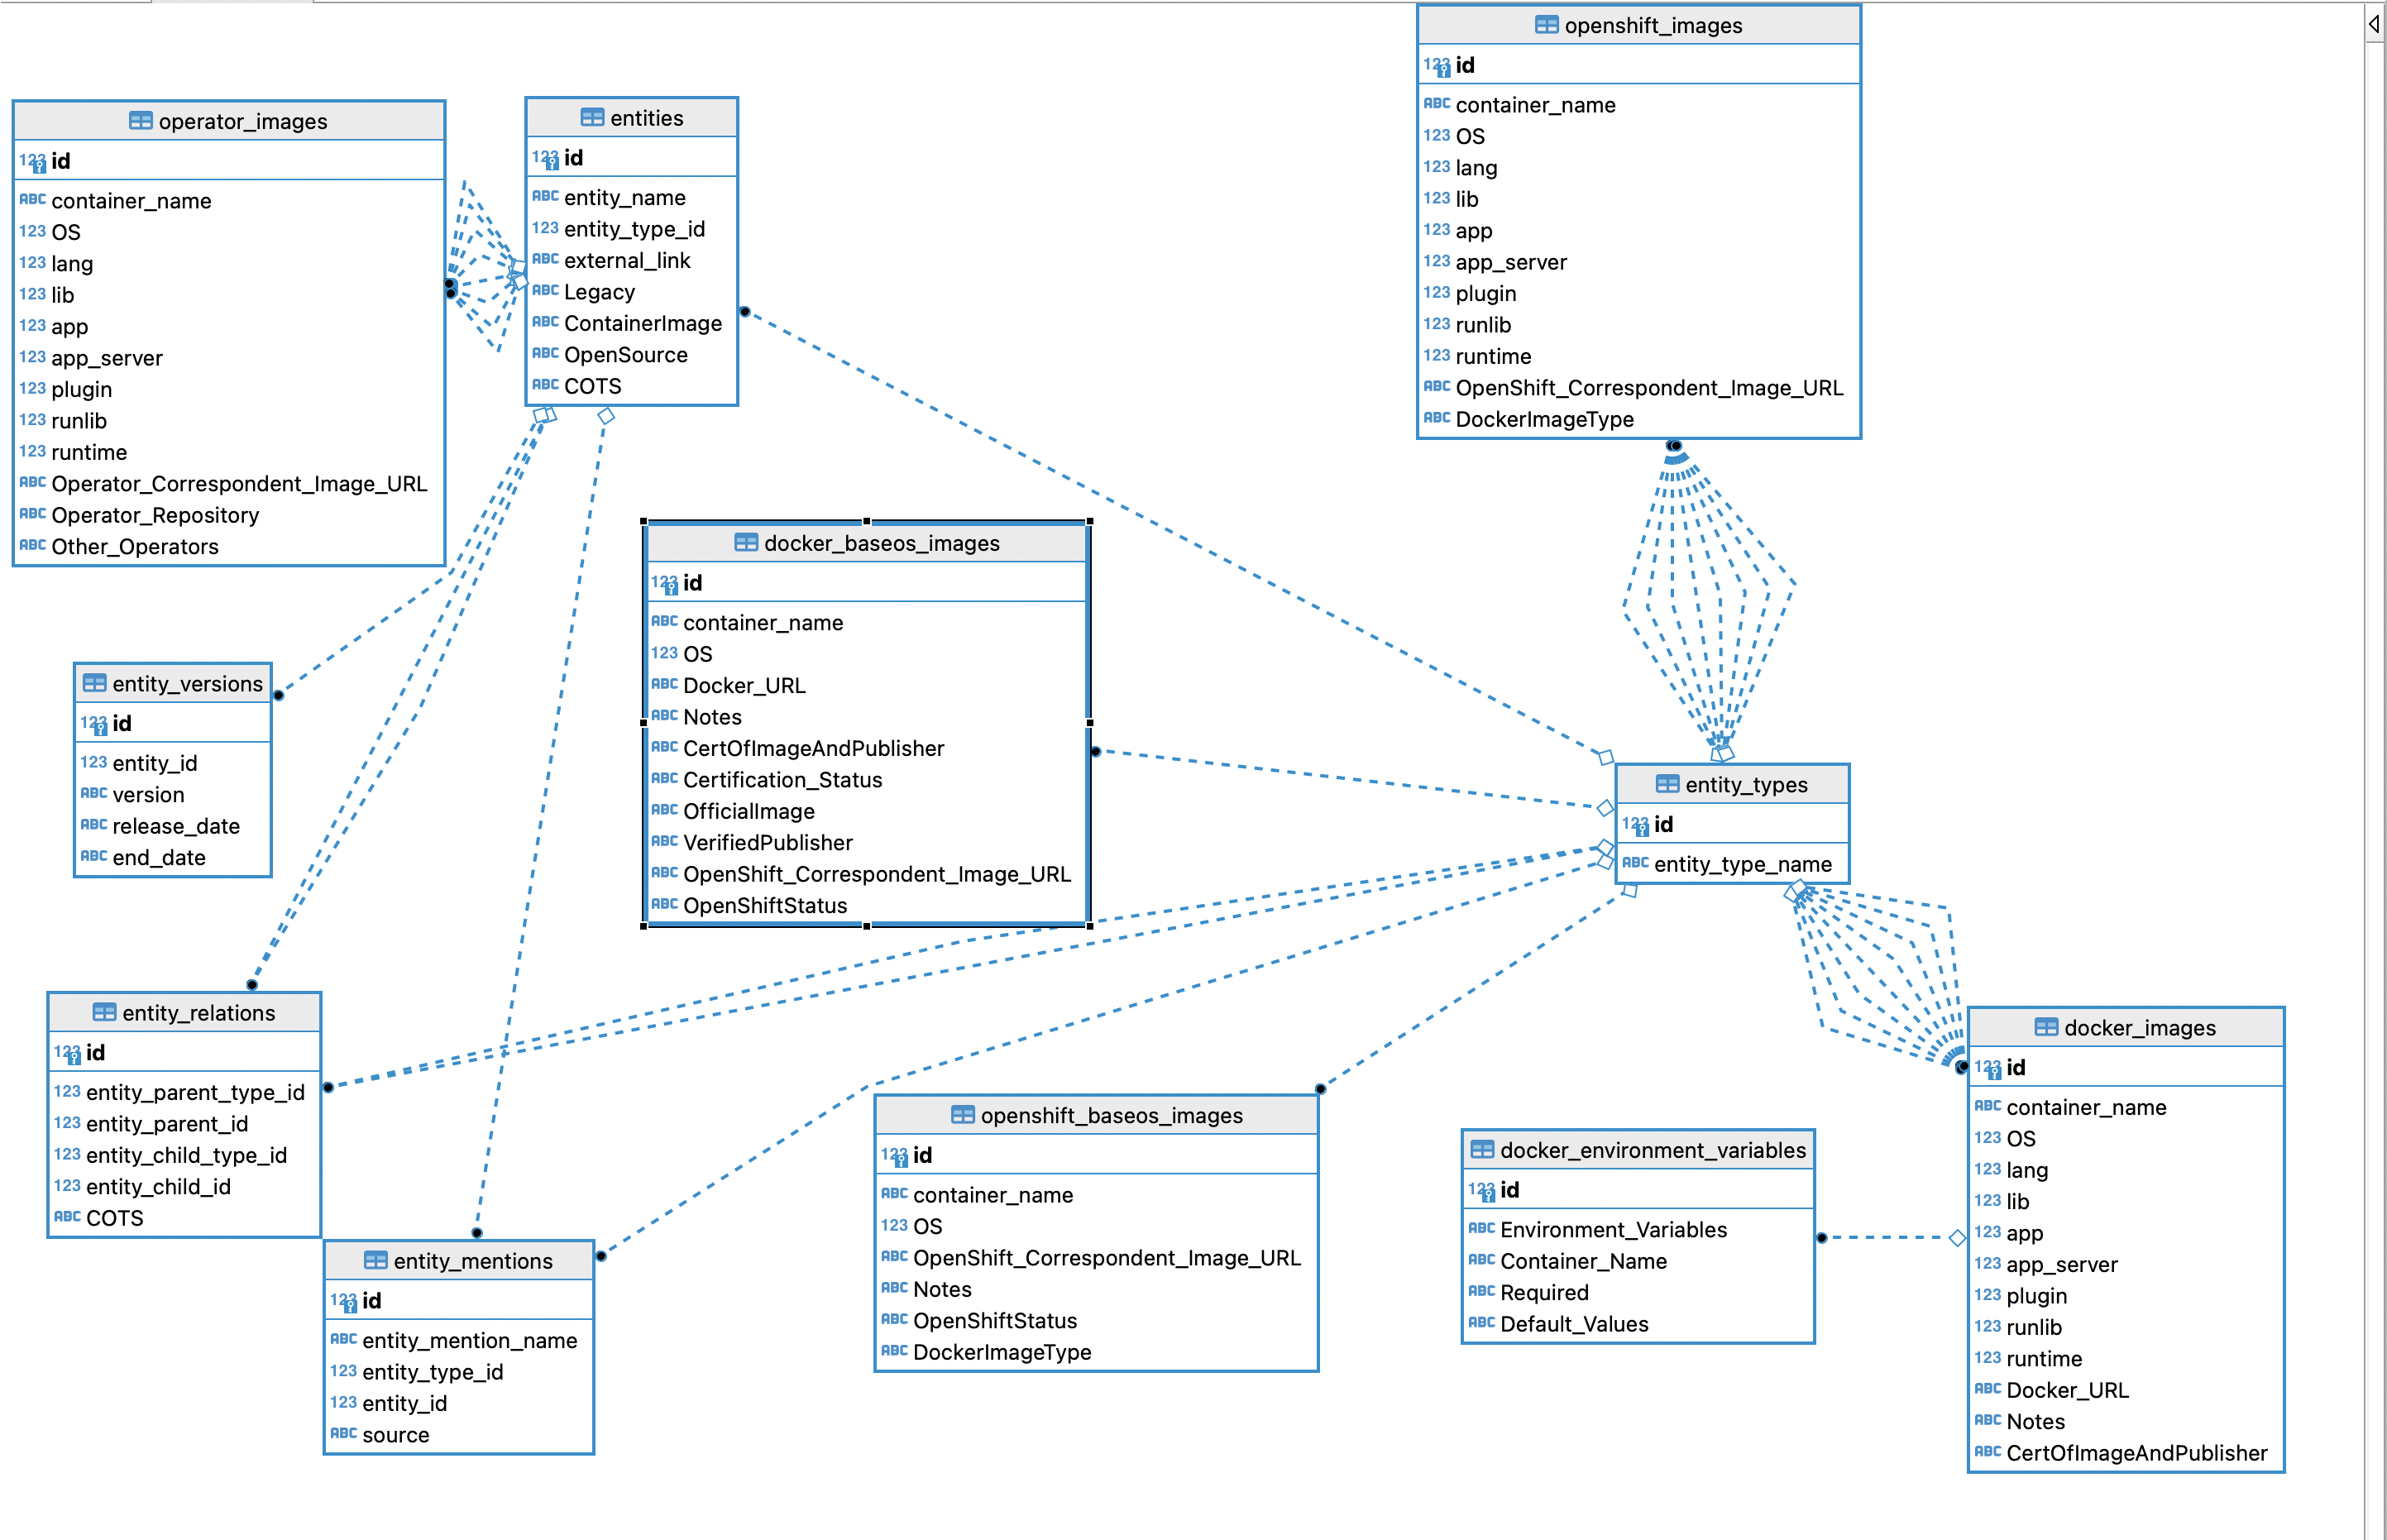 openshift_images
123 id
ABC container_name
123 OS
123 lang
123 lib
123 app
123 app_server
123 plugin
123 runlib
123 runtime
ABC OpenShift_Correspondent_Image_URL
ABC DockerImageType
operator_images
123 id
ABC container_name
123 OS
123 lang
123 lib
123 app
123 app_server
123 plugin
123 runlib
123 runtime
ABC Operator_Correspondent_Image_URL
ABC Operator_Repository
ABC Other_Operators
entities
123 id
ABC entity_name
123 entity_type_id
ABC external_link
ABC Legacy
ABC ContainerImage
ABC OpenSource
ABC COTS
docker_baseos_images
123 id
ABC container_name
123 OS
ABC Docker_URL
ABC Notes
ABC CertOfImageAndPublisher
ABC Certification_Status
ABC OfficialImage
ABC VerifiedPublisher
ABC OpenShift_Correspondent_Image_URL
ABC OpenShiftStatus
entity_versions
123 id
123 entity_id
ABC version
ABC release_date
ABC end_date
entity_types
123 id
ABC entity_type_name
entity_relations
123 id
123 entity_parent_type_id
123 entity_parent_id
123 entity_child_type_id
123 entity_child_id
ABC COTS
entity_mentions
123 id
ABC entity_mention_name
123 entity_type_id
123 entity_id
ABC source
openshift_baseos_images
123 id
ABC container_name
123 OS
ABC OpenShift_Correspondent_Image_URL
ABC Notes
ABC OpenShiftStatus
ABC DockerImageType
docker_environment_variables
123 id
ABC Environment_Variables
ABC Container_Name
ABC Required
ABC Default_Values
docker_images
123 id
ABC container_name
123 OS
123 lang
123 lib
123 app
123 app_server
123 plugin
123 runlib
123 runtime
ABC Docker_URL
ABC Notes
ABC CertOfImageAndPublisher